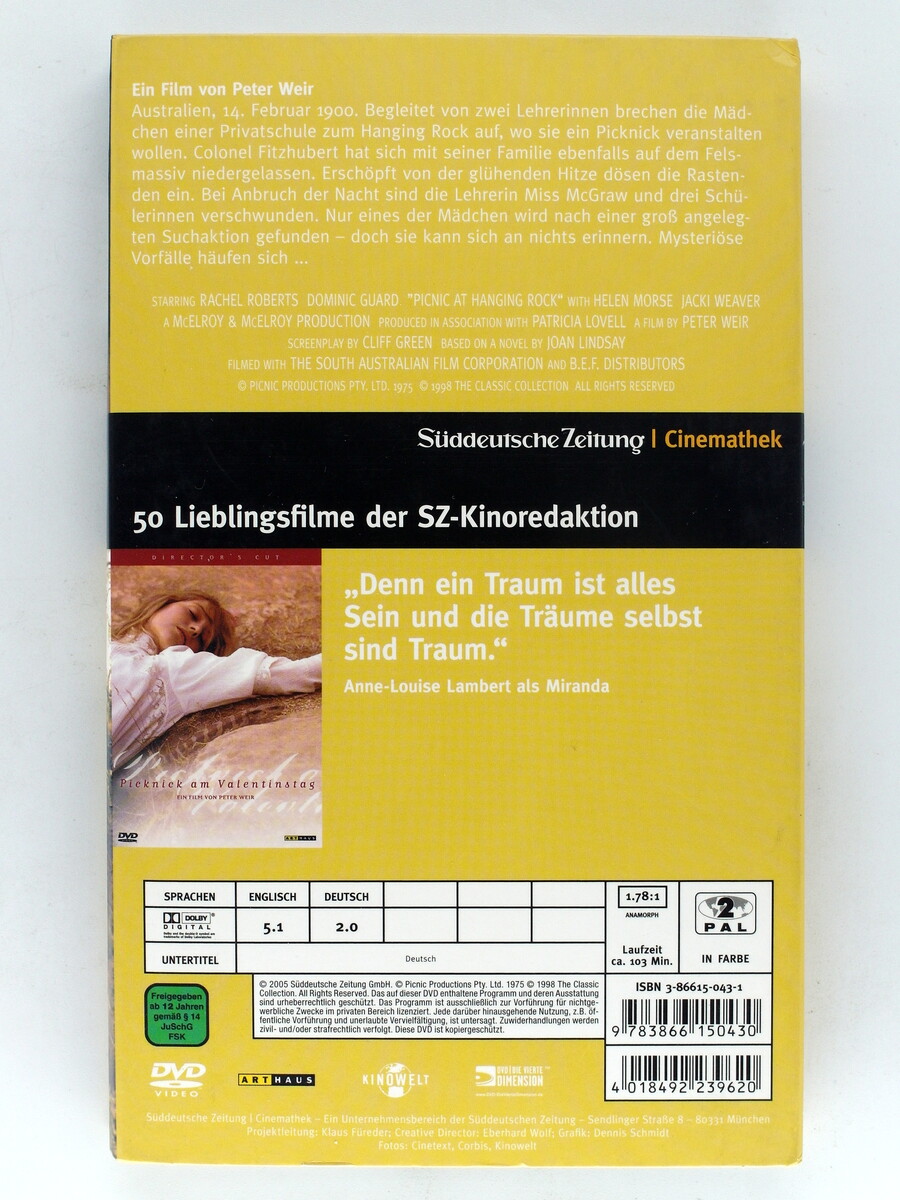 Ein Film von Peter Weir
Australien, 14. Februar 1900. Begleitet von zwei Lehrerinnen brechen die Mäd-
chen einer Privatschule zum Hanging Rock auf, wo sie ein Picknick veranstalten
wollen. Colonel Fitzhubert hat sich mit seiner Familie ebenfalls auf dem Fels-
massiv niedergelassen. Erschöpft von der glühenden Hitze dösen die Rasten-
den ein. Bei Anbruch der Nacht sind die Lehrerin Miss McGraw und drei Schü-
lerinnen verschwunden. Nur eines der Mädchen wird nach einer groß angeleg-
ten Suchaktion gefunden – doch sie kann sich an nichts erinnern. Mysteriöse
Vorfälle häufen sich ...
STARRING RACHEL ROBERTS DOMINIC GUARD. "PICNIC AT HANGING ROCK" WITH HELEN MORSE JACKI WEAVER
A McELROY & McELROY PRODUCTION PRODUCED IN ASSOCIATION WITH PATRICIA LOVELL A FILM BY PETER WEIR
SCREENPLAY BY CLIFF GREEN BASED ON A NOVEL BY JOAN LINDSAY
FILMED WITH THE SOUTH AUSTRALIAN FILM CORPORATION AND B.E.F. DISTRIBUTORS
© PICNIC PRODUCTIONS PTY. LTD. 1975 © 1998 THE CLASSIC COLLECTION ALL RIGHTS RESERVED
Süddeutsche Zeitung | Cinemathek
50 Lieblingsfilme der SZ-Kinoredaktion
DIRECTOR'S CUT
Picknick am Valentinstag
EIN FILM VON PETER WEIR
DVD
ARTHAUS
„Denn ein Traum ist alles
Sein und die Träume selbst
sind Traum.“
Anne-Louise Lambert als Miranda
SPRACHEN ENGLISCH DEUTSCH
DOLBY DIGITAL 5.1 2.0
UNTERTITEL Deutsch
1.78:1
ANAMORPH
Laufzeit
ca. 103 Min.
2
PAL
IN FARBE
Freigegeben
ab 12 Jahren
gemäß § 14
JuSchG
FSK
© 2005 Süddeutsche Zeitung GmbH. © Picnic Productions Pty. Ltd. 1975 © 1998 The Classic
Collection. All Rights Reserved. Das auf dieser DVD enthaltene Programm und deren Ausstattung
sind urheberrechtlich geschützt. Das Programm ist ausschließlich zur Vorführung für nichtge-
werbliche Zwecke im privaten Bereich lizenziert. Jede darüber hinausgehende Nutzung, z.B. öf-
fentliche Vorführung und unerlaubte Vervielfältigung, ist untersagt. Zuwiderhandlungen werden
zivil- und/oder strafrechtlich verfolgt. Diese DVD ist kopiergeschützt.
ISBN 3-86615-043-1
9 783866 150430
4 018492 239620
DVD
VIDEO
ARTHAUS
KINOWELT
DVD/DIE VIERTE
DIMENSION
Süddeutsche Zeitung | Cinemathek – Ein Unternehmensbereich der Süddeutschen Zeitung – Sendlinger Straße 8 – 80331 München
Projektleitung: Klaus Füreder; Creative Director: Eberhard Wolf; Grafik: Dennis Schmidt
Fotos: Cinetext, Corbis, Kinowelt